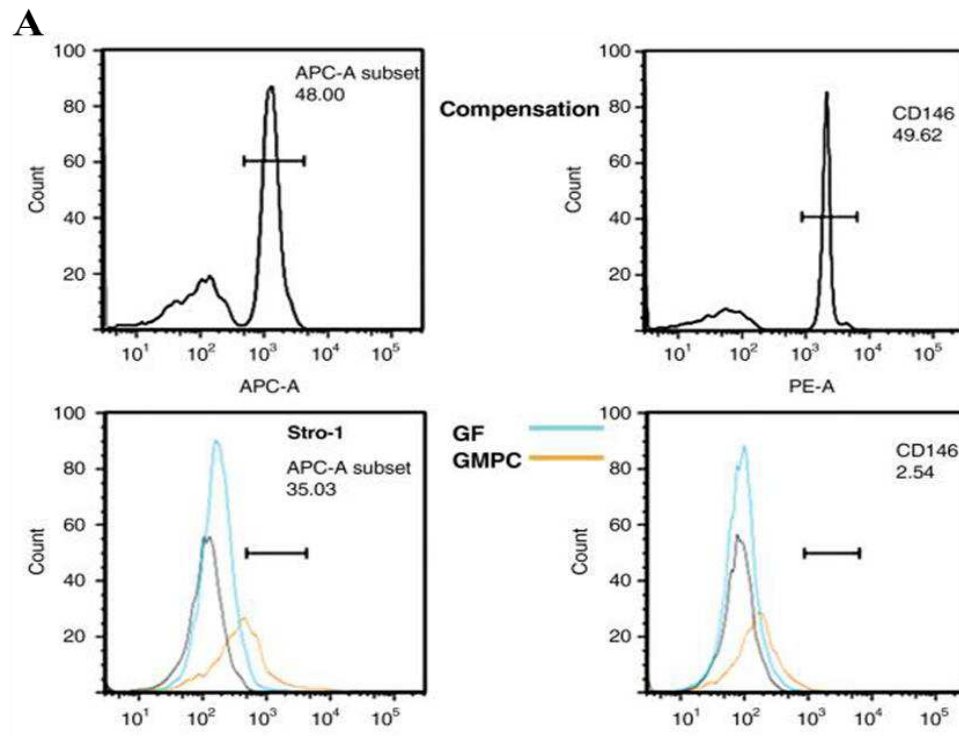 A
100
80
60
40
20
Count
APC-A subset
48.00
10¹ 10² 10³ 10⁴ 10⁵
APC-A
Compensation
100
80
60
40
20
Count
CD146
49.62
10¹ 10² 10³ 10⁴ 10⁵
PE-A
100
80
60
40
20
Count
Stro-1
APC-A subset
35.03
10¹ 10² 10³ 10⁴ 10⁵
GF
GMPC
100
80
60
40
20
Count
CD146
2.54
10¹ 10² 10³ 10⁴ 10⁵